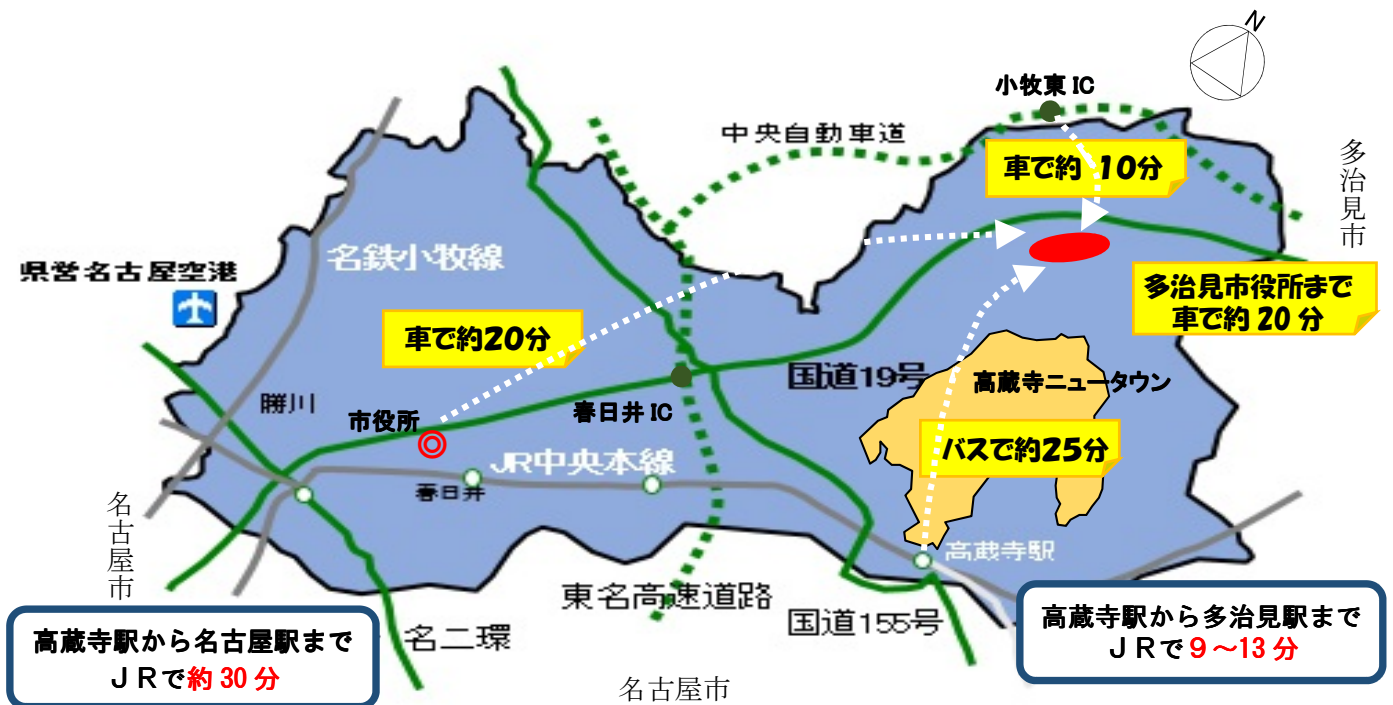 N
小牧東IC
中央自動車道
車で約 10分
多治見市
名鉄小牧線
県営名古屋空港
多治見市役所まで
車で約 20 分
車で約20分
国道19号
高蔵寺ニュータウン
勝川
市役所
春日井 IC
バスで約25分
JR中央本線
春日井
名古屋市
高蔵寺駅
東名高速道路
国道155号
名二環
高蔵寺駅から名古屋駅まで
ＪＲで約 30 分
高蔵寺駅から多治見駅まで
ＪＲで９～13 分
名古屋市